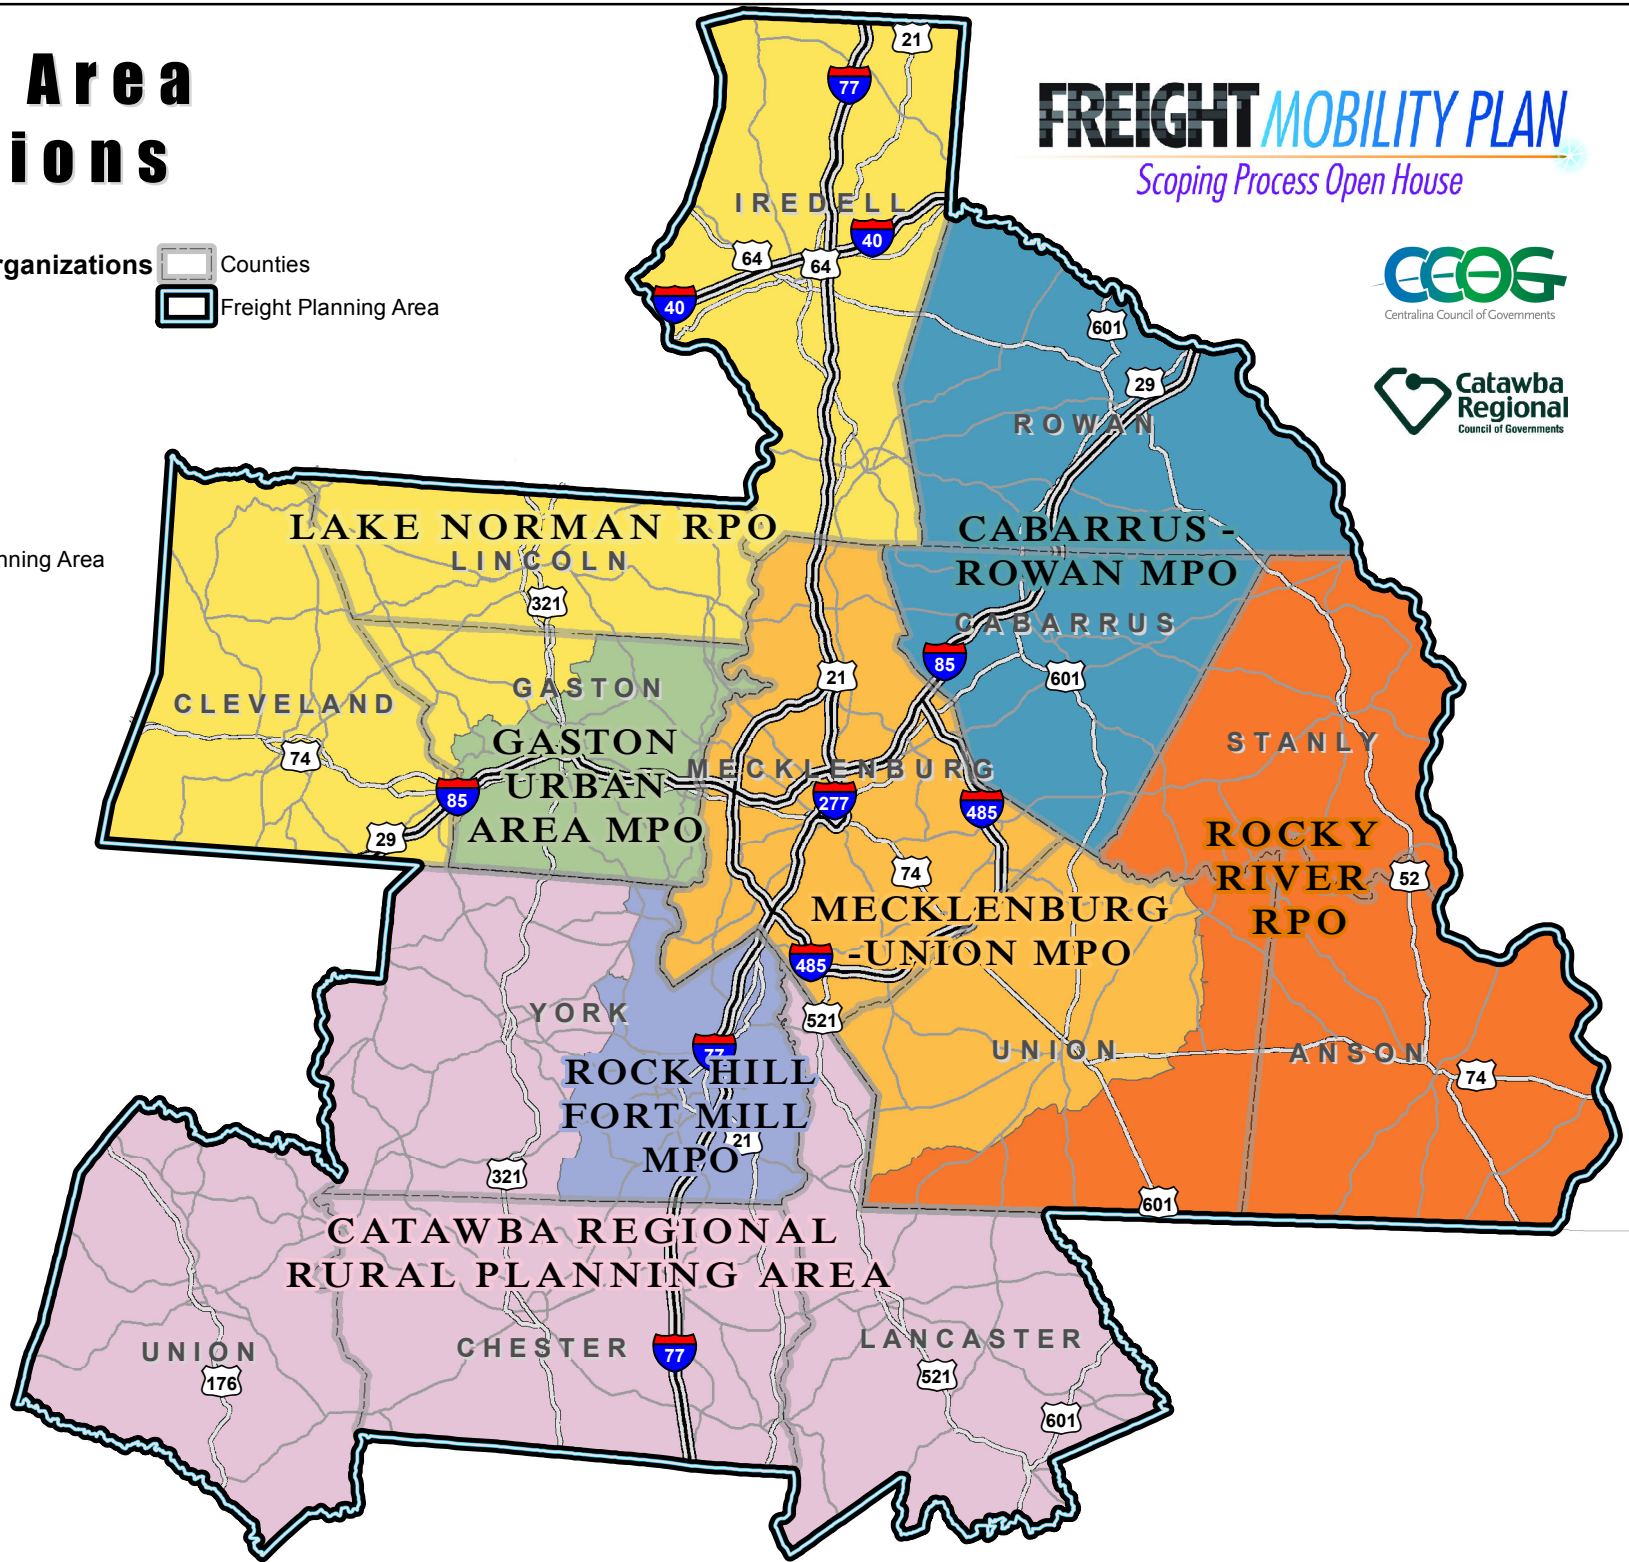 Area
ions
rganizations
Counties
Freight Planning Area
nning Area
FREIGHT MOBILITY PLAN
Scoping Process Open House
CCOG
Centralina Council of Governments
Catawba
Regional
Council of Governments
21
77
IREDELL
40
64
64
40
601
29
ROWAN
LAKE NORMAN RPO
LINCOLN
321
CABARRUS -
ROWAN MPO
CABARRUS
85
601
21
CLEVELAND
GASTON
74
GASTON
URBAN
AREA MPO
85
29
MECKLENBURG
277
485
STANLY
74
ROCKY
RIVER
RPO
52
MECKLENBURG
-UNION MPO
485
521
YORK
UNION
ANSON
74
77
ROCK HILL
FORT MILL
MPO
21
321
601
CATAWBA REGIONAL
RURAL PLANNING AREA
UNION
176
CHESTER
77
LANCASTER
521
601